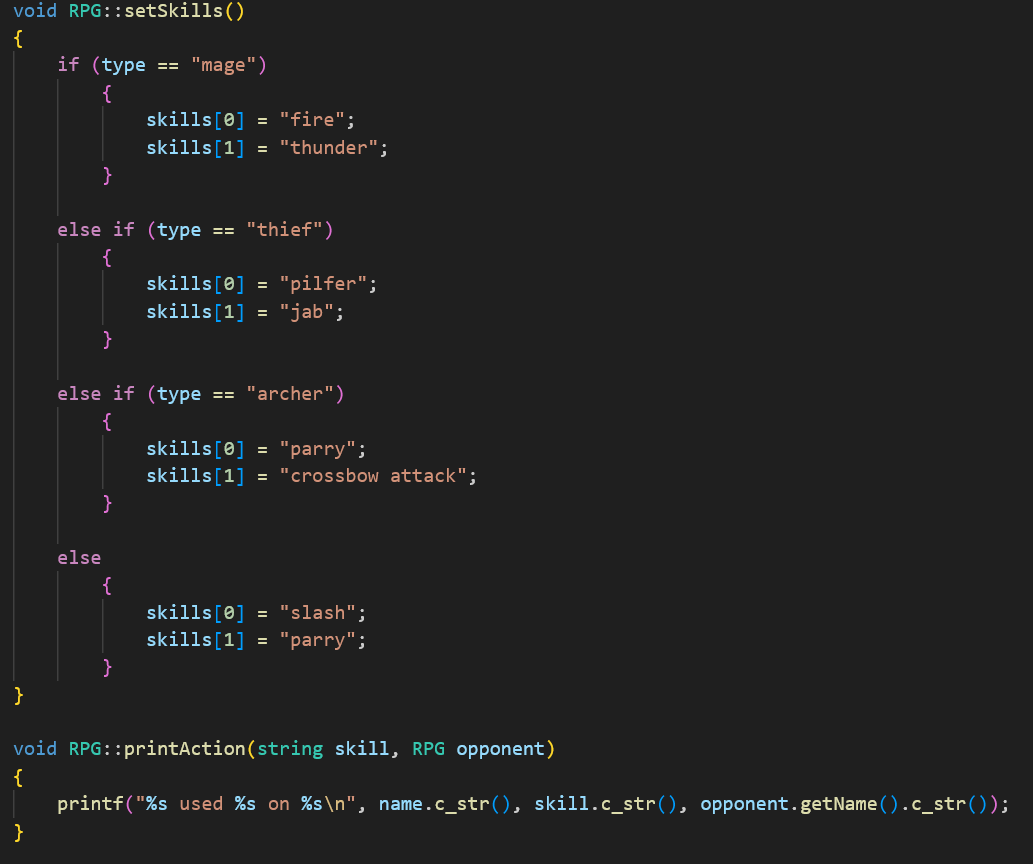 void RPG::setSkills()
{
    if (type == "mage")
        {
            skills[0] = "fire";
            skills[1] = "thunder";
        }

    else if (type == "thief")
        {
            skills[0] = "pilfer";
            skills[1] = "jab";
        }

    else if (type == "archer")
        {
            skills[0] = "parry";
            skills[1] = "crossbow attack";
        }

    else
        {
            skills[0] = "slash";
            skills[1] = "parry";
        }
}

void RPG::printAction(string skill, RPG opponent)
{
    printf("%s used %s on %s\n", name.c_str(), skill.c_str(), opponent.getName().c_str());
}